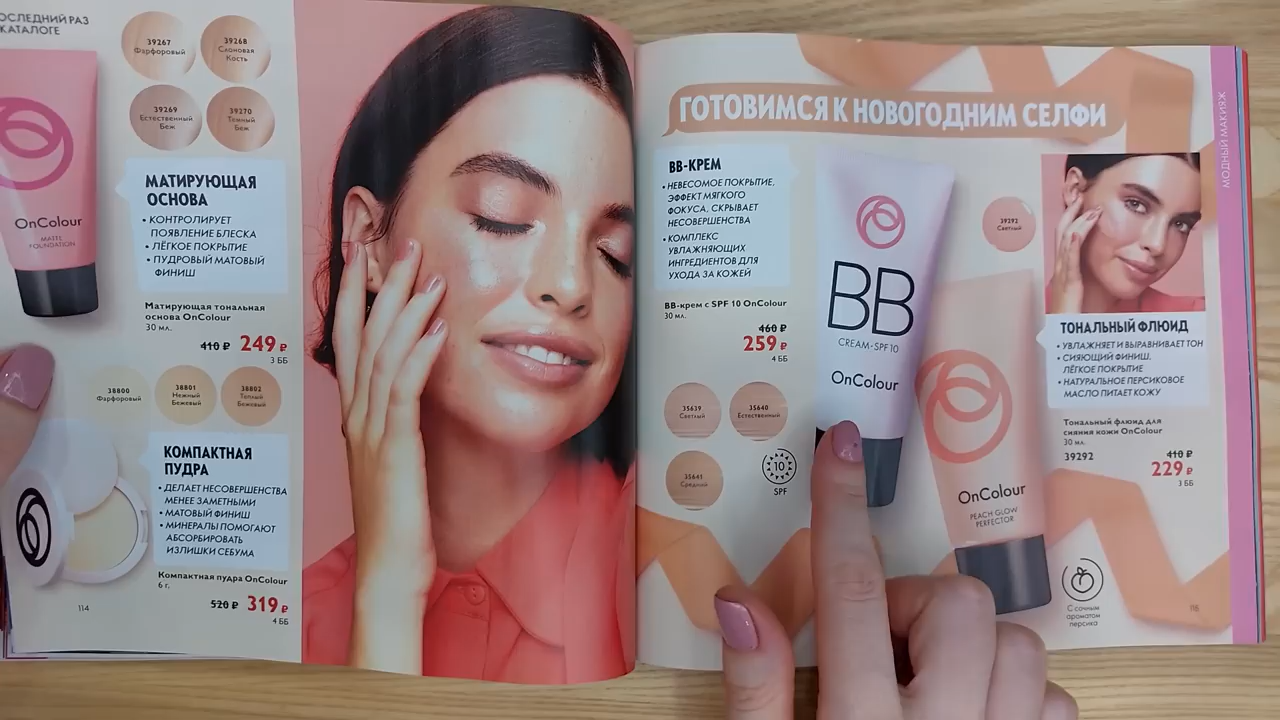 ОСЛЕДНИЙ РАЗ
КАТАЛОГЕ
39267
Фарфоровый
39268
Слоновая
Кость
39269
Естественный
Беж
39270
Темный
Беж
OnColour
MATTE
FOUNDATION
МАТИРУЮЩАЯ
ОСНОВА
• КОНТРОЛИРУЕТ
ПОЯВЛЕНИЕ БЛЕСКА
• ЛЁГКОЕ ПОКРЫТИЕ
• ПУДРОВЫЙ МАТОВЫЙ
ФИНИШ
Матирующая тональная
основа OnColour
30 мл.
410 ₽ 249 ₽
3 ББ
38800
Фарфоровый
38801
Нежный
Бежевый
38802
Теплый
Бежевый
КОМПАКТНАЯ
ПУДРА
• ДЕЛАЕТ НЕСОВЕРШЕНСТВА
МЕНЕЕ ЗАМЕТНЫМИ
• МАТОВЫЙ ФИНИШ
• МИНЕРАЛЫ ПОМОГАЮТ
АБСОРБИРОВАТЬ
ИЗЛИШКИ СЕБУМА
Компактная пудра OnColour
6 г.
520 ₽ 319 ₽
4 ББ
114
ГОТОВИМСЯ К НОВОГОДНИМ СЕЛФИ
BB-КРЕМ
• НЕВЕСОМОЕ ПОКРЫТИЕ,
ЭФФЕКТ МЯГКОГО
ФОКУСА, СКРЫВАЕТ
НЕСОВЕРШЕНСТВА
• КОМПЛЕКС
УВЛАЖНЯЮЩИХ
ИНГРЕДИЕНТОВ ДЛЯ
УХОДА ЗА КОЖЕЙ
BB-крем с SPF 10 OnColour
30 мл.
460 ₽
259 ₽
4 ББ
35639
Светлый
35640
Естественный
35641
Средний
10
SPF
BB
CREAM•SPF 10
OnColour
39292
Светлый
OnColour
PEACH GLOW
PERFECTOR
ТОНАЛЬНЫЙ ФЛЮИД
• УВЛАЖНЯЕТ И ВЫРАВНИВАЕТ ТОН
• СИЯЮЩИЙ ФИНИШ,
ЛЁГКОЕ ПОКРЫТИЕ
• НАТУРАЛЬНОЕ ПЕРСИКОВОЕ
МАСЛО ПИТАЕТ КОЖУ
Тональный флюид для
сияния кожи OnColour
30 мл.
39292
410 ₽
229 ₽
3 ББ
С сочным
ароматом
персика
МОДНЫЙ МАКИЯЖ